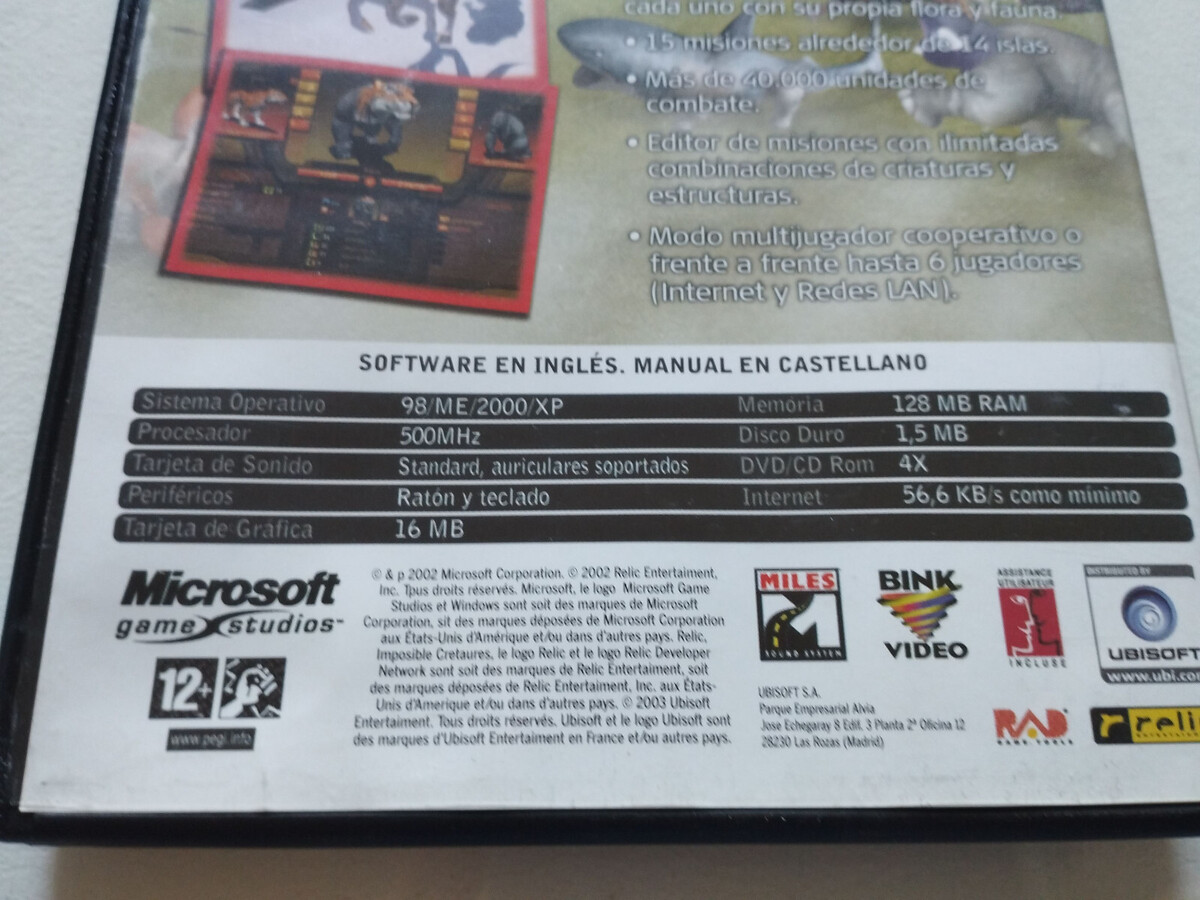 cada uno con su propia flora y fauna.
• 15 misiones alrededor de 14 islas.
• Más de 40.000 unidades de
combate.
• Editor de misiones con ilimitadas
combinaciones de criaturas y
estructuras.
• Modo multijugador cooperativo o
frente a frente hasta 6 jugadores
(Internet y Redes LAN).
SOFTWARE EN INGLÉS. MANUAL EN CASTELLANO
Sistema Operativo 98/ME/2000/XP Memória 128 MB RAM
Procesador 500MHz Disco Duro 1,5 MB
Tarjeta de Sonido Standard, auriculares soportados DVD/CD Rom 4X
Periféricos Ratón y teclado Internet 56,6 KB/s como mínimo
Tarjeta de Gráfica 16 MB
Microsoft
game studios™
12+
www.pegi.info
© & p 2002 Microsoft Corporation. © 2002 Relic Entertaiment,
Inc. Tpus droits réservés. Microsoft, le logo Microsoft Game
Studios et Windows sont soit des marques de Microsoft
Corporation, sit des marques déposées de Microsoft Corporation
aux États-Unis d'Amérique et/ou dans d'autres pays. Relic,
Imposible Cretaures, le logo Relic et le logo Relic Developer
Network sont soit des marques de Relic Entertaiment, soit
des marques déposées de Relic Entertaiment, Inc. aux États-
Unis d'Amerique et/ou dans d'autres pays. © 2003 Ubisoft
Entertaiment. Tous droits réservés. Ubisoft et le logo Ubisoft sont
des marques d'Ubisoft Entertaiment en France et/ou autres pays.
MILES
SOUND SYSTEM
BINK
VIDEO
ASSISTANCE
UTILISATEUR
INCLUSE
DISTRIBUTED BY
UBISOFT
www.ubi.co
UBISOFT S.A.
Parque Empresarial Alvia
Jose Echegaray 8 Edif. 3 Planta 2ª Oficina 12
28230 Las Rozas (Madrid)
RAD
GAME TOOLS
reli